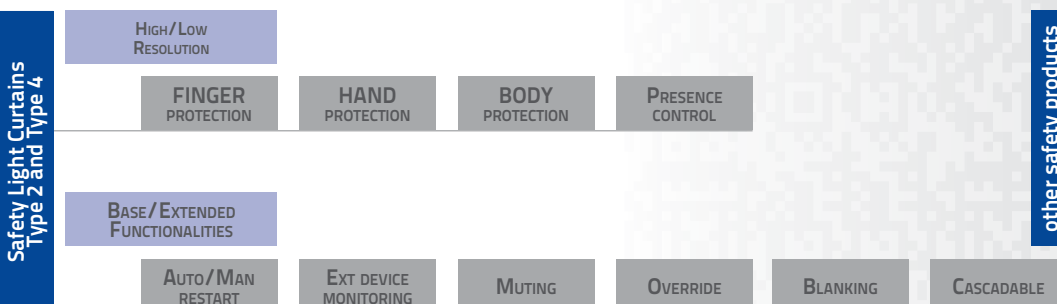 Safety Light Curtains
Type 2 and Type 4
High/Low
Resolution
FINGER
PROTECTION
HAND
PROTECTION
BODY
PROTECTION
Presence
CONTROL
Base/Extended
Functionalities
Auto/Man
RESTART
Ext device
MONITORING
Muting
Override
Blanking
Cascadable
other safety products